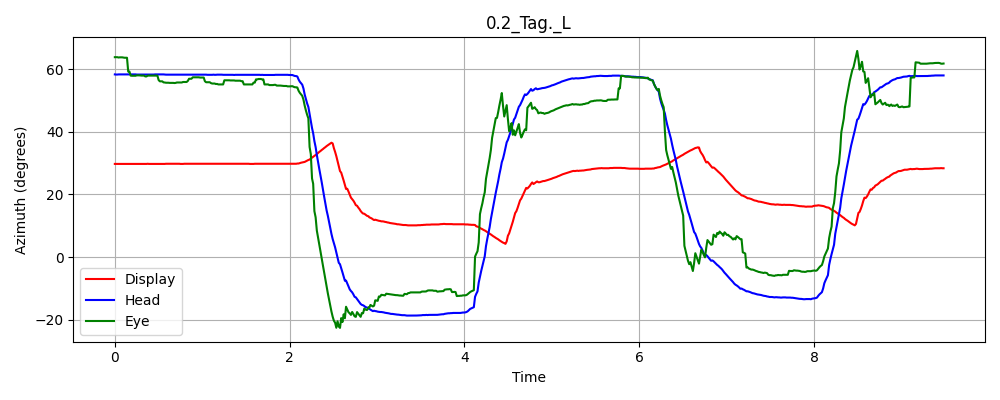 0.2_Tag._L
Azimuth (degrees)
60
40
20
0
−20
Display
Head
Eye
0 2 4 6 8
Time